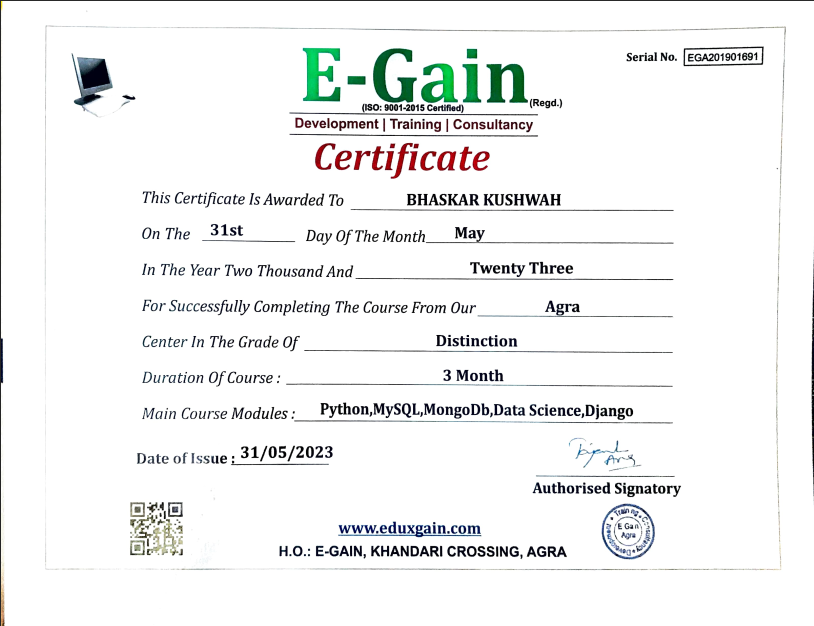 Serial No. EGA201901691
E-Gain
(Regd.)
(ISO: 9001-2015 Certified)
Development | Training | Consultancy
Certificate
This Certificate Is Awarded To BHASKAR KUSHWAH
On The 31st Day Of The Month May
In The Year Two Thousand And Twenty Three
For Successfully Completing The Course From Our Agra
Center In The Grade Of Distinction
Duration Of Course : 3 Month
Main Course Modules : Python,MySQL,MongoDb,Data Science,Django
Date of Issue : 31/05/2023
Authorised Signatory
www.eduxgain.com
H.O.: E-GAIN, KHANDARI CROSSING, AGRA
Training
E Gain
Agra